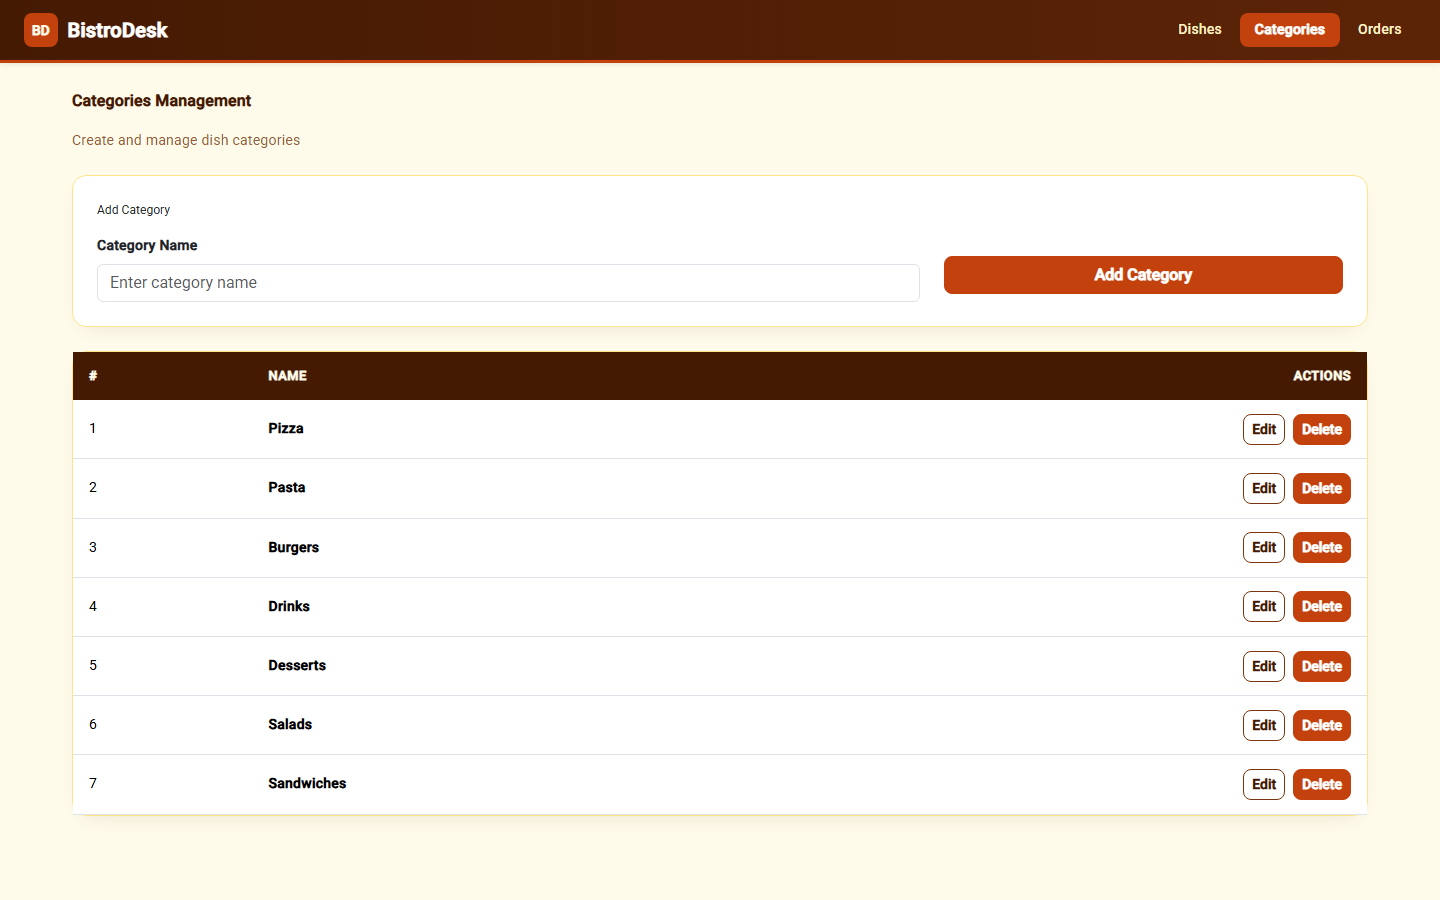 BD BistroDesk Dishes Categories Orders
Categories Management
Create and manage dish categories
Add Category
Category Name
Enter category name Add Category
# NAME ACTIONS
1 Pizza Edit Delete
2 Pasta Edit Delete
3 Burgers Edit Delete
4 Drinks Edit Delete
5 Desserts Edit Delete
6 Salads Edit Delete
7 Sandwiches Edit Delete